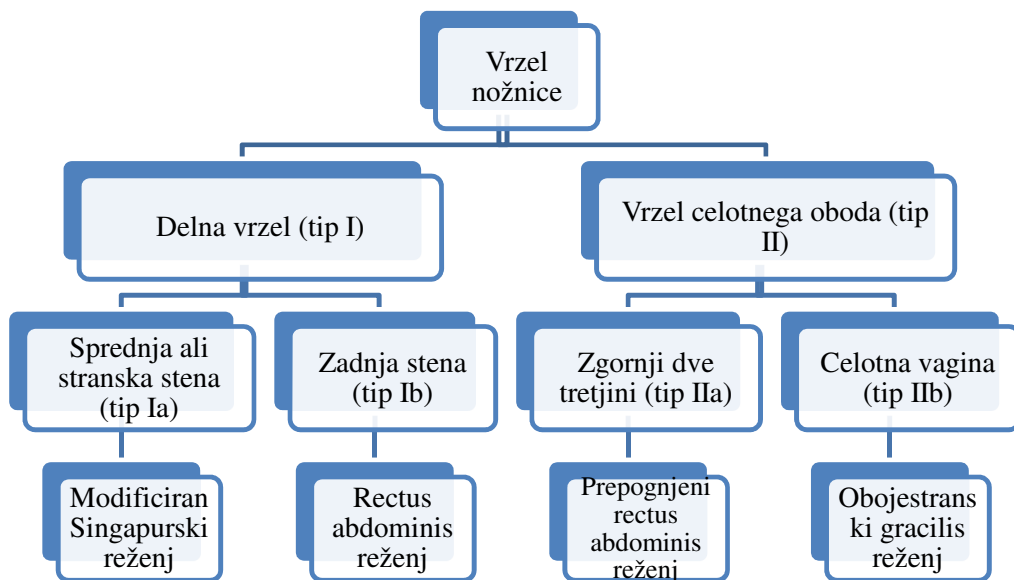 Vrzel
nožnice
Delna vrzel (tip I)
Vrzel celotnega oboda (tip
II)
Sprednja ali
stranska stena
(tip Ia)
Zadnja stena
(tip Ib)
Zgornji dve
tretjini (tip IIa)
Celotna vagina
(tip IIb)
Modificiran
Singapurski
reženj
Rectus
abdominis
reženj
Prepognjeni
rectus
abdominis
reženj
Obojestrans
ki gracilis
reženj